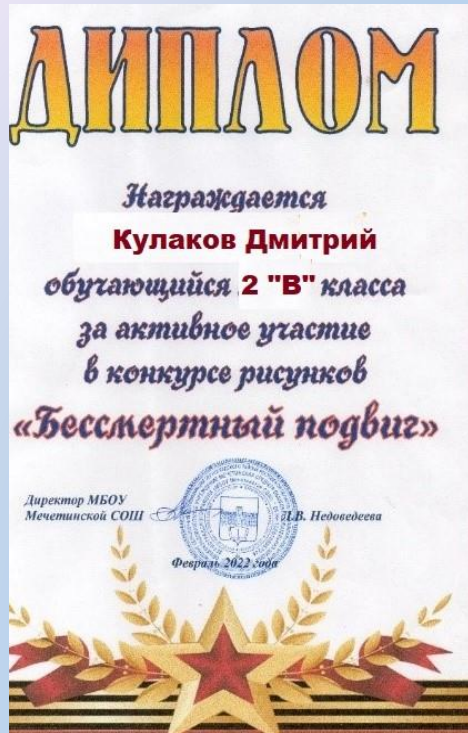 ДИПЛОМ
Награждается
Кулаков Дмитрий
обучающийся 2 "В" класса
за активное участие
в конкурсе рисунков
«Бессмертный подвиг»
Директор МБОУ
Мечетинской СОШ Л.В. Недоведеева
Февраль 2022 года